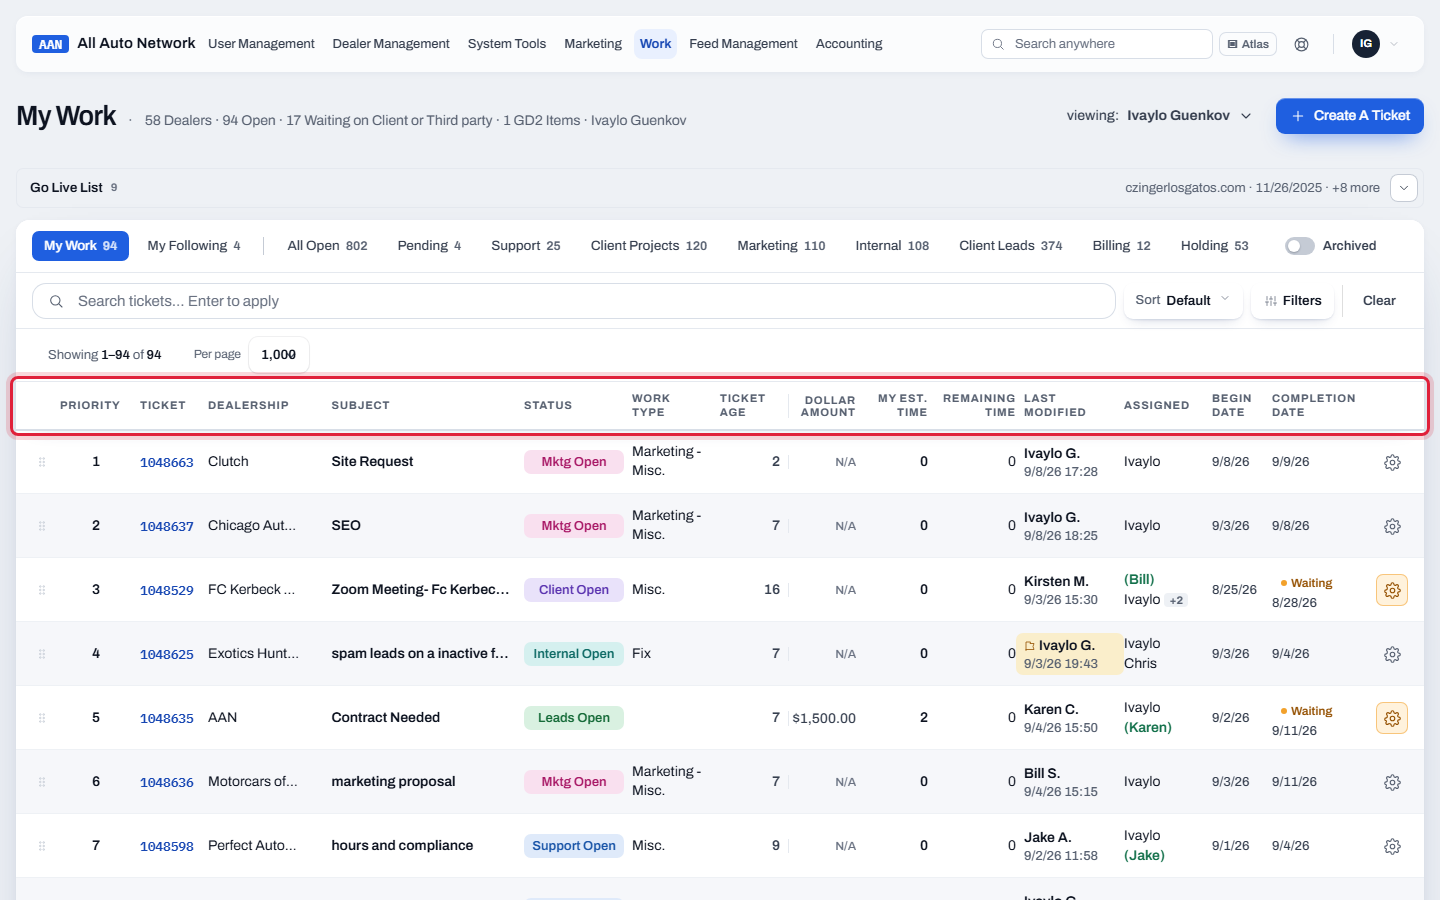 AAN All Auto Network User Management Dealer Management System Tools Marketing Work Feed Management Accounting Search anywhere Atlas IG
My Work · 58 Dealers · 94 Open · 17 Waiting on Client or Third party · 1 GD2 Items · Ivaylo Guenkov viewing: Ivaylo Guenkov Create A Ticket
Go Live List 9 czingerlosgatos.com · 11/26/2025 · +8 more
My Work 94 My Following 4 All Open 802 Pending 4 Support 25 Client Projects 120 Marketing 110 Internal 108 Client Leads 374 Billing 12 Holding 53 Archived
Search tickets... Enter to apply Sort Default Filters Clear
Showing 1–94 of 94 Per page 1,000
PRIORITY TICKET DEALERSHIP SUBJECT STATUS WORK TYPE TICKET AGE DOLLAR AMOUNT MY EST. TIME REMAINING TIME LAST MODIFIED ASSIGNED BEGIN DATE COMPLETION DATE
1 1048663 Clutch Site Request Mktg Open Marketing - Misc. 2 N/A 0 0 Ivaylo G. 9/8/26 17:28 Ivaylo 9/8/26 9/9/26
2 1048637 Chicago Aut... SEO Mktg Open Marketing - Misc. 7 N/A 0 0 Ivaylo G. 9/8/26 18:25 Ivaylo 9/3/26 9/8/26
3 1048529 FC Kerbeck ... Zoom Meeting- Fc Kerbec... Client Open Misc. 16 N/A 0 0 Kirsten M. 9/3/26 15:30 (Bill) Ivaylo +2 8/25/26 Waiting 8/28/26
4 1048625 Exotics Hunt... spam leads on a inactive f... Internal Open Fix 7 N/A 0 0 Ivaylo G. 9/3/26 19:43 Ivaylo Chris 9/3/26 9/4/26
5 1048635 AAN Contract Needed Leads Open 7 $1,500.00 2 0 Karen C. 9/4/26 15:50 Ivaylo (Karen) 9/2/26 Waiting 9/11/26
6 1048636 Motorcars of... marketing proposal Mktg Open Marketing - Misc. 7 N/A 0 0 Bill S. 9/4/26 15:15 Ivaylo 9/3/26 9/11/26
7 1048598 Perfect Auto... hours and compliance Support Open Misc. 9 N/A 0 0 Jake A. 9/2/26 11:58 Ivaylo (Jake) 9/1/26 9/4/26